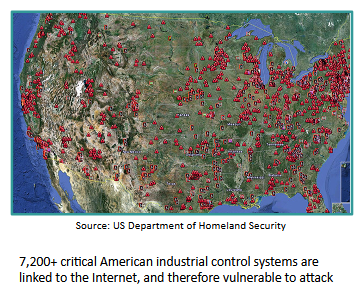 Source: US Department of Homeland Security
7,200+ critical American industrial control systems are
linked to the Internet, and therefore vulnerable to attack